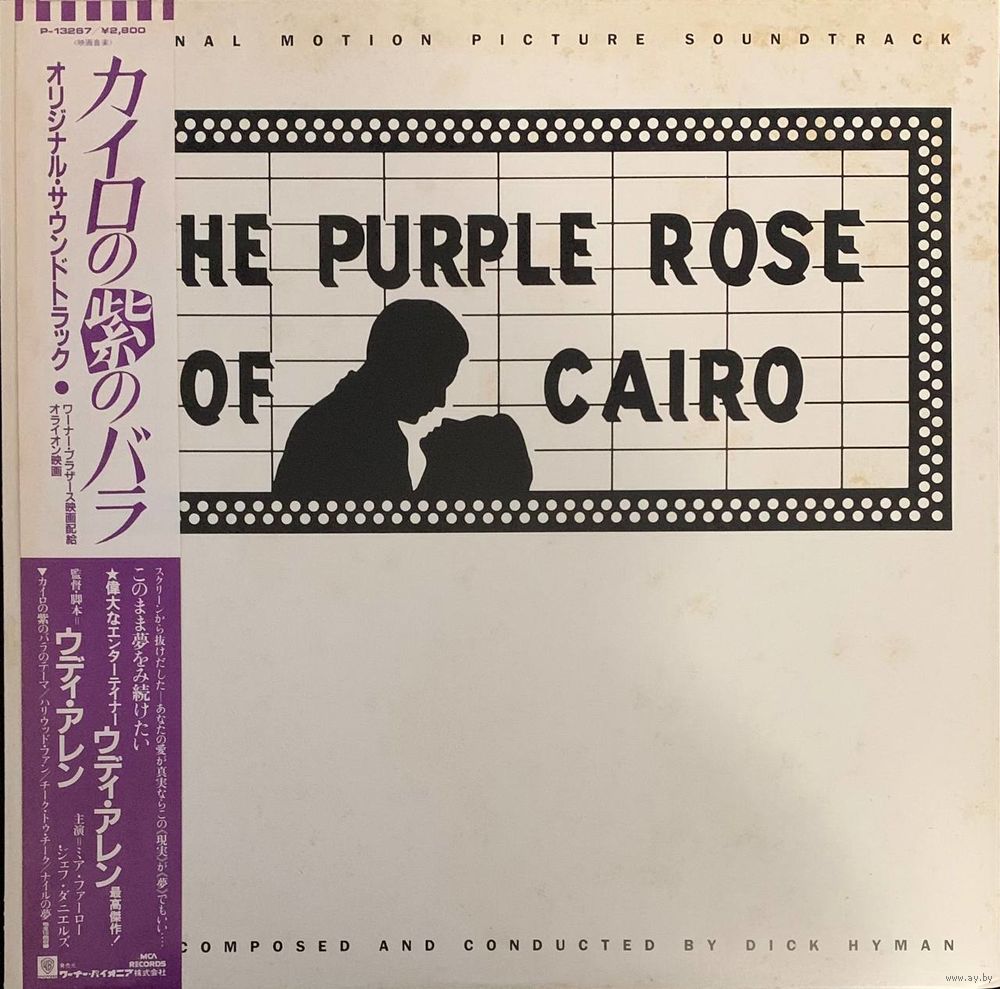 P-13267/¥2,800
《映画音楽》
カイロの紫のバラ
オリジナル・サウンドトラック●
ワーナー・ブラザース映画配給
オライオン映画
NAL MOTION PICTURE SOUNDTRACK
HE PURPLE ROSE
OF CAIRO
スクリーンから抜けだした―あなたの愛が真実ならこの《現実》が《夢》でもいい…
このまま夢をみ続けたい
★偉大なエンターテイナーウディ・アレン最高傑作!
監督・脚本=ウディ・アレン
主演=ミア・ファーロー
ジェフ・ダニエルズ
▼カイロの紫のバラのテーマ/ハリウッド・ファン/チーク・トゥ・チーク/ナイルの夢
MCA
RECORDS
発売元
ワーナー・パイオニア株式会社
COMPOSED AND CONDUCTED BY DICK HYMAN
www.ay.by